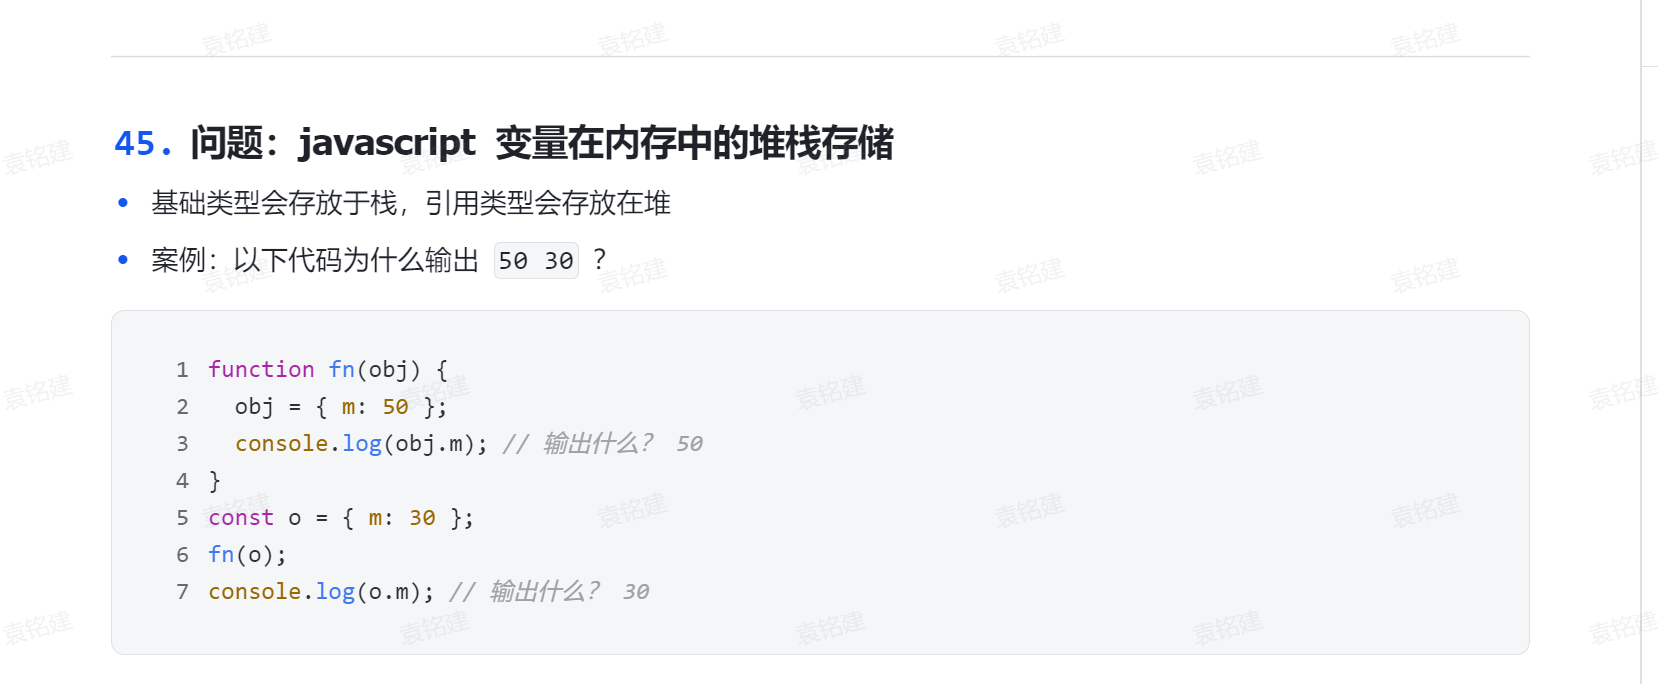 45. 问题：javascript 变量在内存中的堆栈存储
• 基础类型会存放于栈，引用类型会存放在堆
• 案例：以下代码为什么输出 50 30 ？
1 function fn(obj) {
2   obj = { m: 50 };
3   console.log(obj.m); // 输出什么？ 50
4 }
5 const o = { m: 30 };
6 fn(o);
7 console.log(o.m); // 输出什么？ 30
袁铭建